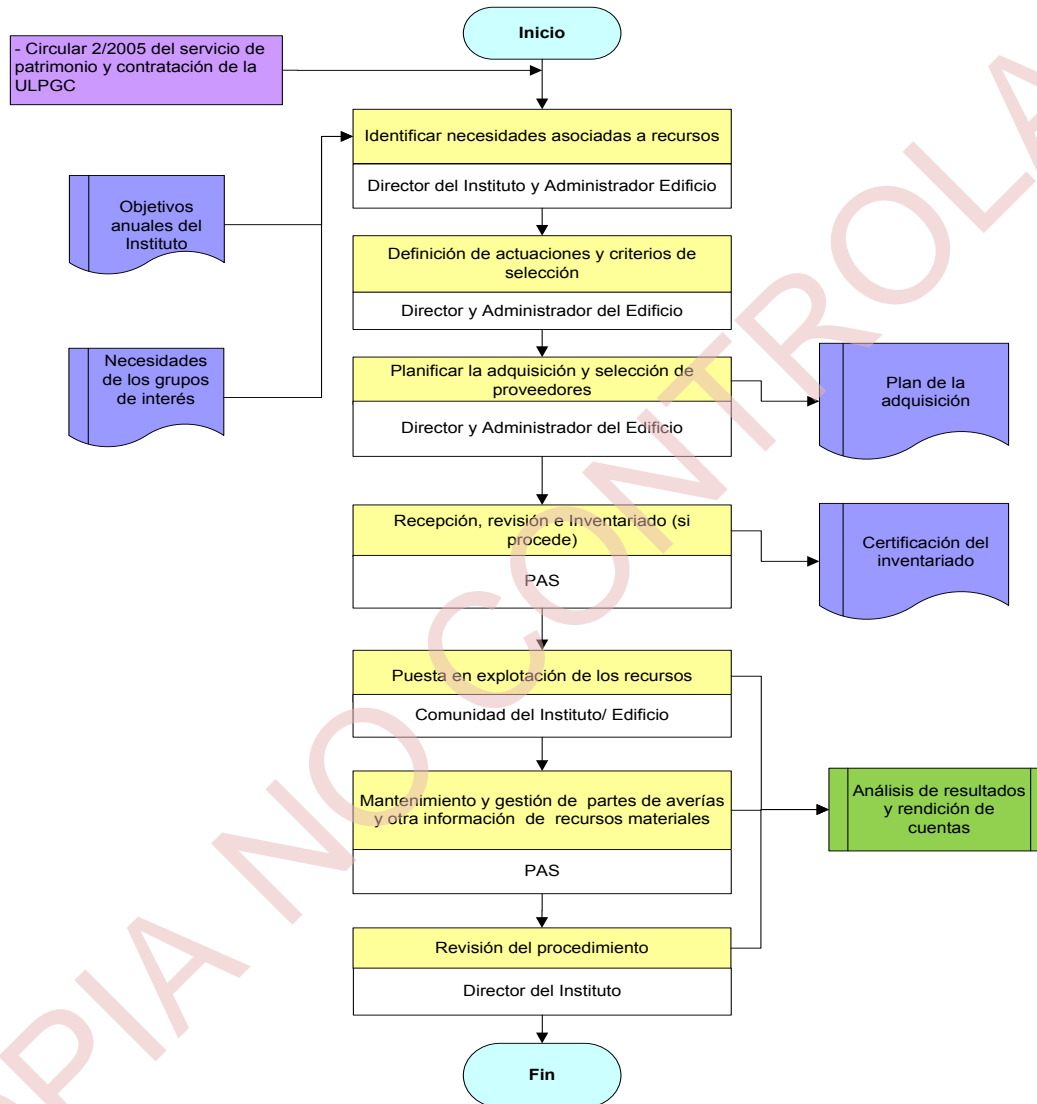 Inicio
- Circular 2/2005 del servicio de
patrimonio y contratación de la
ULPGC
Identificar necesidades asociadas a recursos
Director del Instituto y Administrador Edificio
Objetivos
anuales del
Instituto
Definición de actuaciones y criterios de
selección
Director y Administrador del Edificio
Necesidades
de los grupos
de interés
Planificar la adquisición y selección de
proveedores
Director y Administrador del Edificio
Plan de la
adquisición
Recepción, revisión e Inventariado (si
procede)
PAS
Certificación del
inventariado
Puesta en explotación de los recursos
Comunidad del Instituto/ Edificio
Mantenimiento y gestión de partes de averías
y otra información de recursos materiales
PAS
Análisis de resultados
y rendición de
cuentas
Revisión del procedimiento
Director del Instituto
Fin
PIA NO CONTROLA